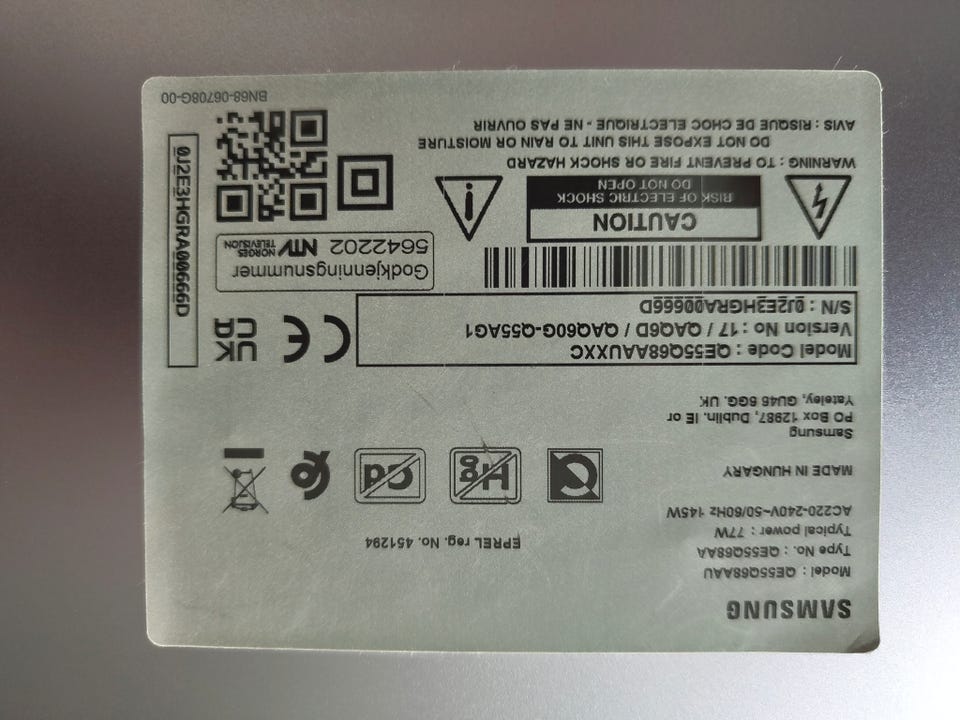 SAMSUNG
Model : QE55Q68AAU
Type No. : QE55Q68AA
Typical power : 77W
AC220-240V~50/60Hz 145W
EPREL reg. No. 451294
MADE IN HUNGARY
Hg
Cd
Samsung
PO Box 12987, Dublin. IE or
Yateley, GU46 6GG. UK
Model Code : QE55Q68AAUXXC
Version No : 17 / QAQ6D / QAQ60G-Q55AG1
S/N : 0J2E3HGRA00666D
CE
UK
CA
Godkjenningsnummer
5642202 NTV NORGES
TELEVISJON
CAUTION
RISK OF ELECTRIC SHOCK
DO NOT OPEN
WARNING : TO PREVENT FIRE OR SHOCK HAZARD
DO NOT EXPOSE THIS UNIT TO RAIN OR MOISTURE
AVIS : RISQUE DE CHOC ELECTRIQUE - NE PAS OUVRIR
0J2E3HGRA00666D
BN68-06708G-00